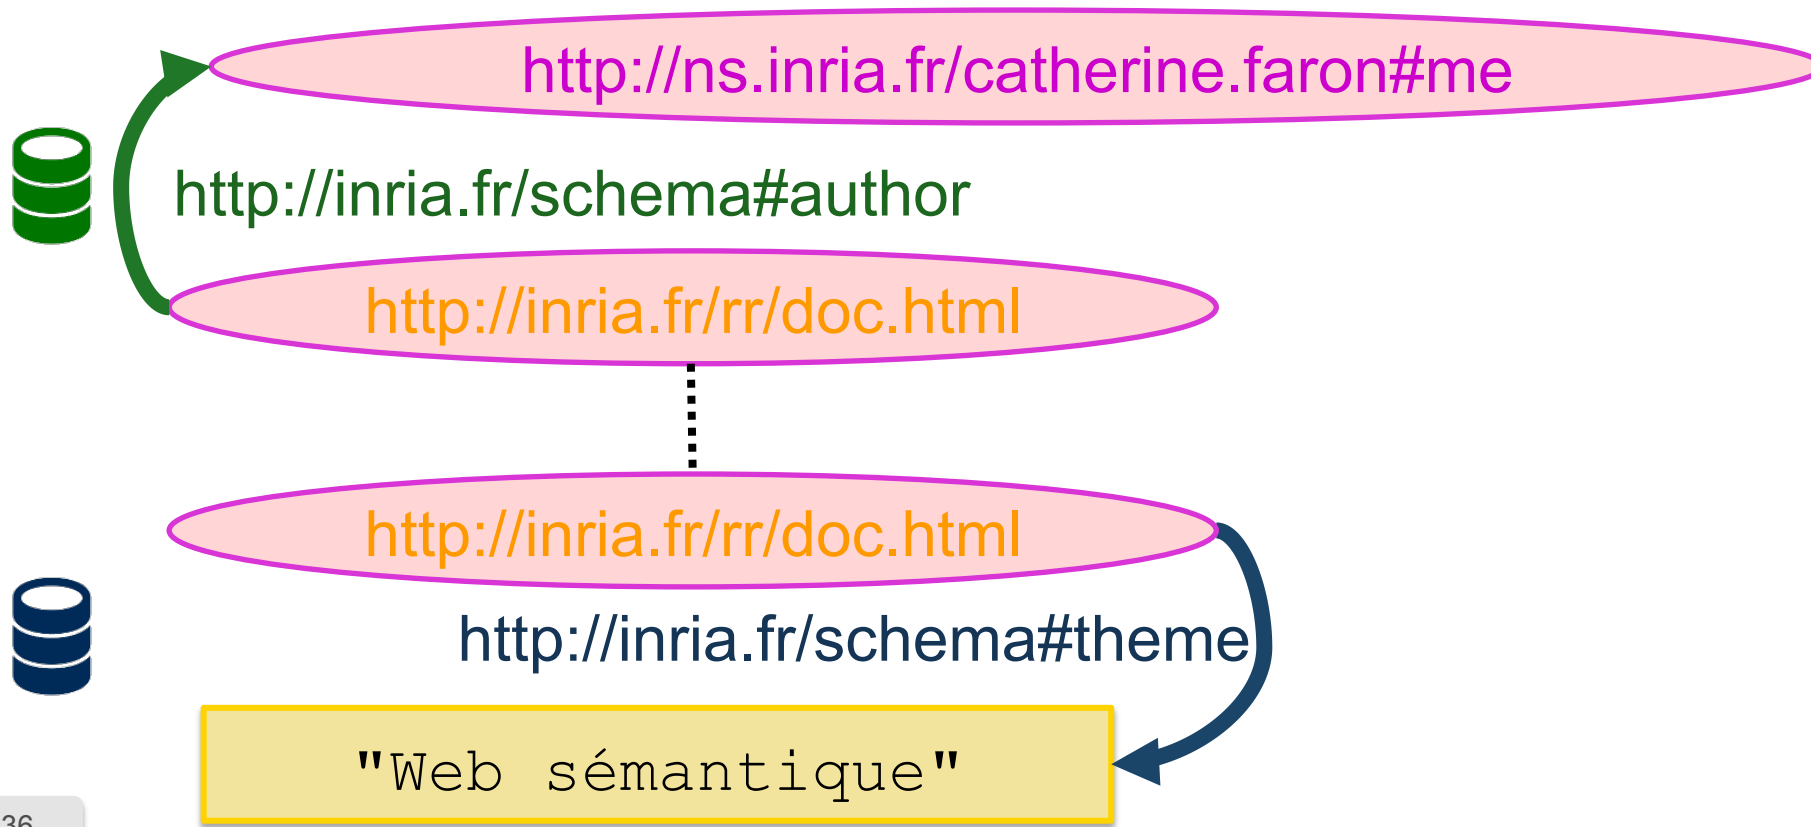 http://ns.inria.fr/catherine.faron#me
http://inria.fr/schema#author
http://inria.fr/rr/doc.html
http://inria.fr/rr/doc.html
http://inria.fr/schema#theme
"Web sémantique"
36